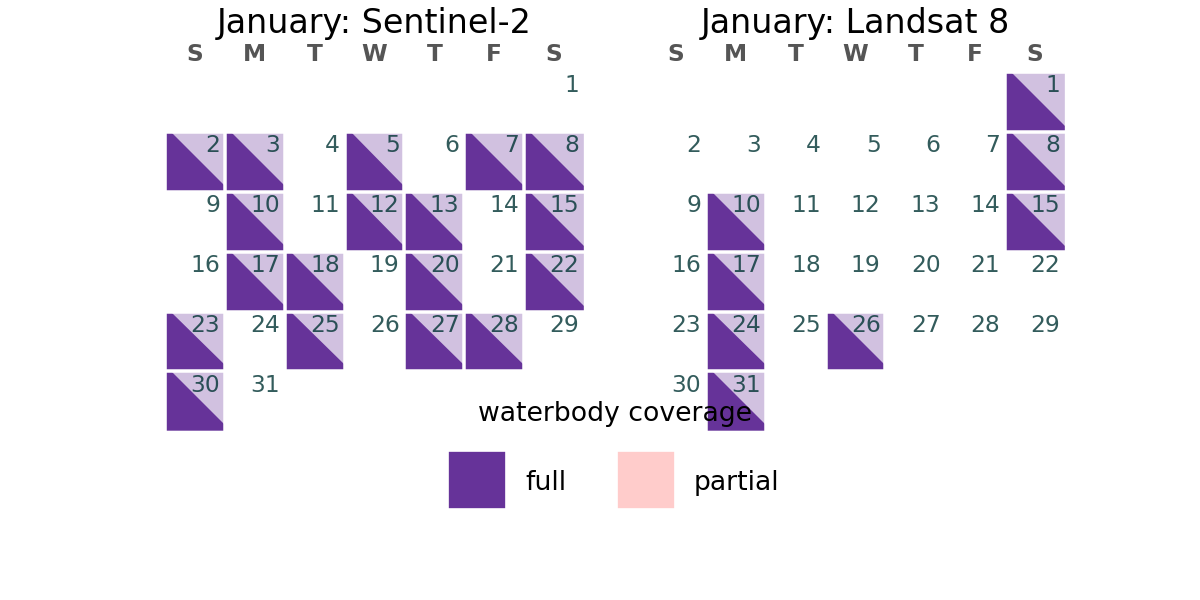 January: Sentinel-2
S M T W T F S
1
2 3 4 5 6 7 8
9 10 11 12 13 14 15
16 17 18 19 20 21 22
23 24 25 26 27 28 29
30 31
January: Landsat 8
S M T W T F S
1
2 3 4 5 6 7 8
9 10 11 12 13 14 15
16 17 18 19 20 21 22
23 24 25 26 27 28 29
30 31
waterbody coverage
full partial